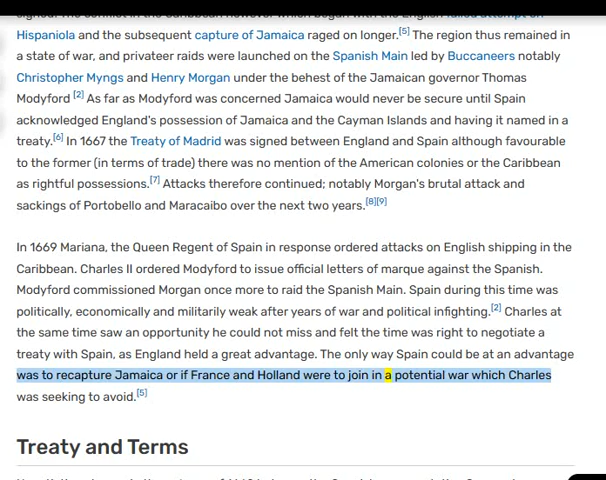 Hispaniola and the subsequent capture of Jamaica raged on longer.[5] The region thus remained in
a state of war, and privateer raids were launched on the Spanish Main led by Buccaneers notably
Christopher Myngs and Henry Morgan under the behest of the Jamaican governor Thomas
Modyford [2] As far as Modyford was concerned Jamaica would never be secure until Spain
acknowledged England's possession of Jamaica and the Cayman Islands and having it named in a
treaty.[6] In 1667 the Treaty of Madrid was signed between England and Spain although favourable
to the former (in terms of trade) there was no mention of the American colonies or the Caribbean
as rightful possessions.[7] Attacks therefore continued; notably Morgan's brutal attack and
sackings of Portobello and Maracaibo over the next two years.[8][9]
In 1669 Mariana, the Queen Regent of Spain in response ordered attacks on English shipping in the
Caribbean. Charles II ordered Modyford to issue official letters of marque against the Spanish.
Modyford commissioned Morgan once more to raid the Spanish Main. Spain during this time was
politically, economically and militarily weak after years of war and political infighting.[2] Charles at
the same time saw an opportunity he could not miss and felt the time was right to negotiate a
treaty with Spain, as England held a great advantage. The only way Spain could be at an advantage
was to recapture Jamaica or if France and Holland were to join in a potential war which Charles
was seeking to avoid.[5]
Treaty and Terms